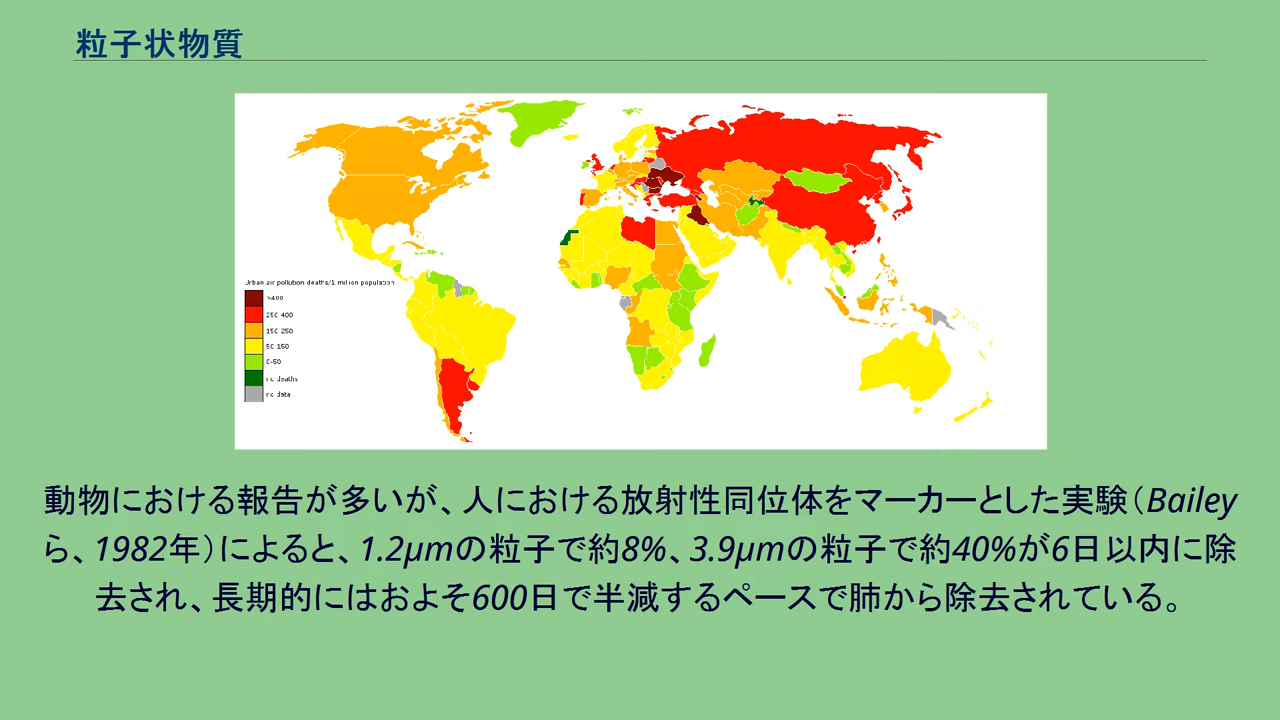 粒子状物質
Urban air pollution deaths/1 million population
>400
250-400
150-250
50-150
0-50
no deaths
no data
動物における報告が多いが、人における放射性同位体をマーカーとした実験（Bailey
ら、1982年）によると、1.2μmの粒子で約8%、3.9μmの粒子で約40%が6日以内に除
去され、長期的にはおよそ600日で半減するペースで肺から除去されている。